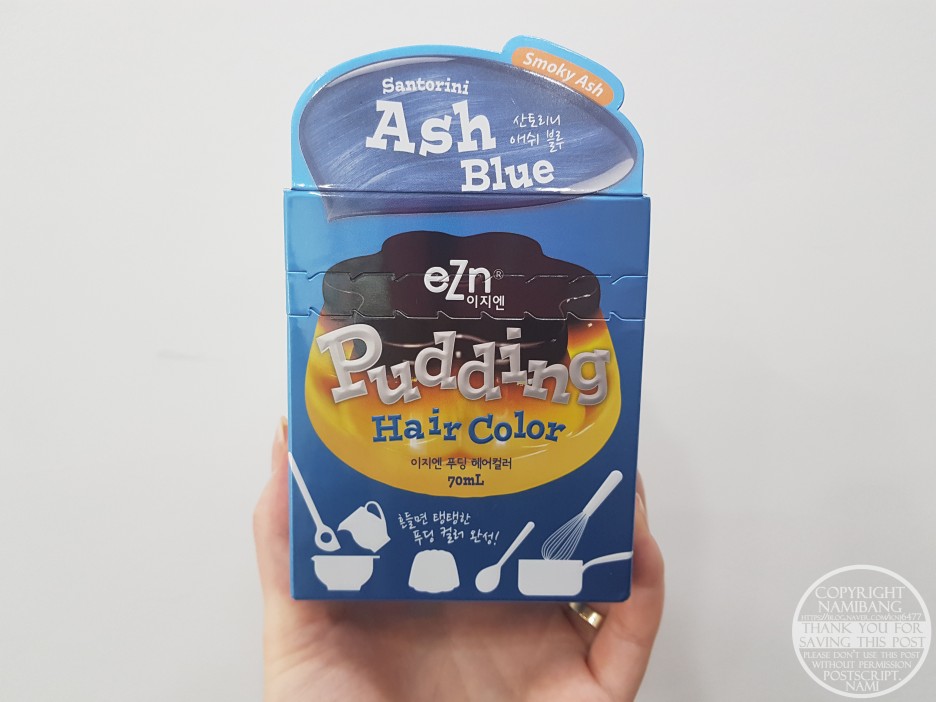 Smoky Ash
Santorini
Ash
Blue
산토리니
애쉬 블루
eZn®
이지엔
Pudding
Hair Color
이지엔 푸딩 헤어컬러
70mL
흔들면 탱탱한
푸딩 컬러 완성!
COPYRIGHT
NAMIBANG
THANK YOU FOR
SAVING THIS POST
PLEASE DON'T USE THIS POST
WITHOUT PERMISSION
POSTSCRIPT.
NAMI